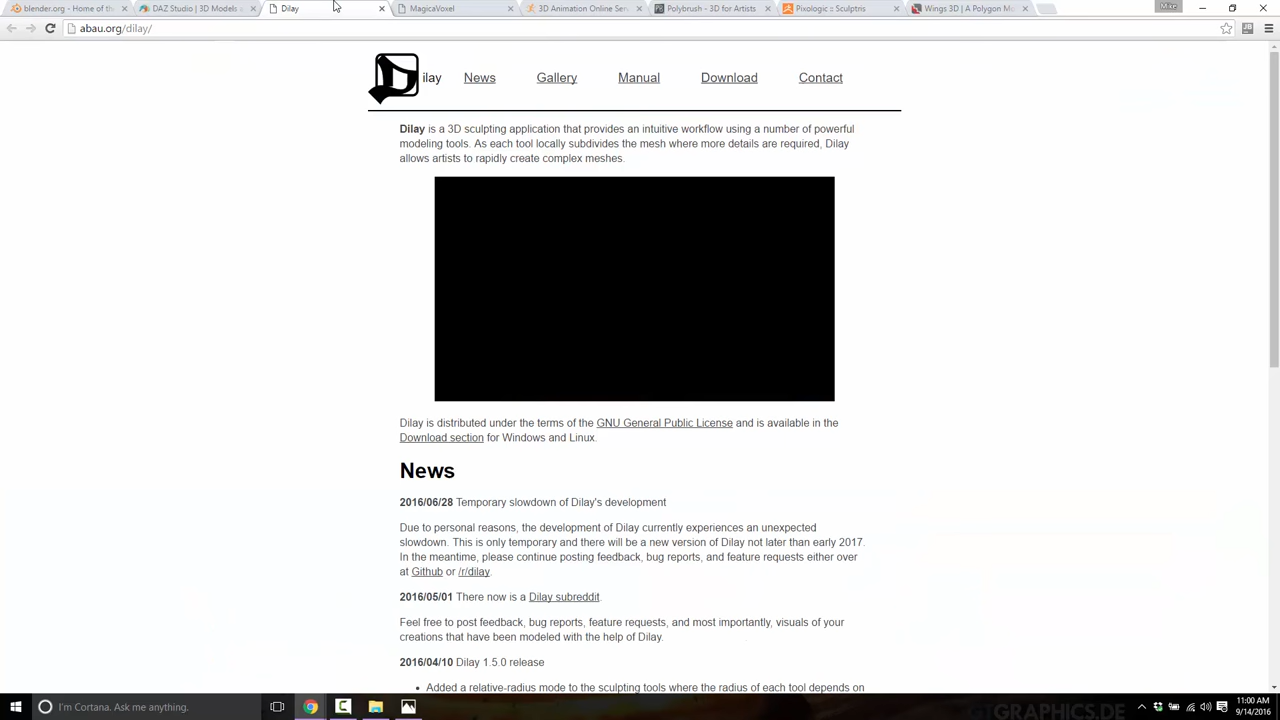 blender.org - Home of th
DAZ Studio | 3D Models a
Dilay
MagicaVoxel
3D Animation Online Serv
Polybrush - 3D for Artists
Pixologic :: Sculptris
Wings 3D | A Polygon Mo
Mike
abau.org/dilay/
ilay
News
Gallery
Manual
Download
Contact
Dilay is a 3D sculpting application that provides an intuitive workflow using a number of powerful
modeling tools. As each tool locally subdivides the mesh where more details are required, Dilay
allows artists to rapidly create complex meshes.
Dilay is distributed under the terms of the GNU General Public License and is available in the
Download section for Windows and Linux.
News
2016/06/28 Temporary slowdown of Dilay's development
Due to personal reasons, the development of Dilay currently experiences an unexpected
slowdown. This is only temporary and there will be a new version of Dilay not later than early 2017.
In the meantime, please continue posting feedback, bug reports, and feature requests either over
at Github or /r/dilay.
2016/05/01 There now is a Dilay subreddit.
Feel free to post feedback, bug reports, feature requests, and most importantly, visuals of your
creations that have been modeled with the help of Dilay.
2016/04/10 Dilay 1.5.0 release
• Added a relative-radius mode to the sculpting tools where the radius of each tool depends on
I'm Cortana. Ask me anything.
GTGRAPHICS.DE
11:00 AM
9/14/2016